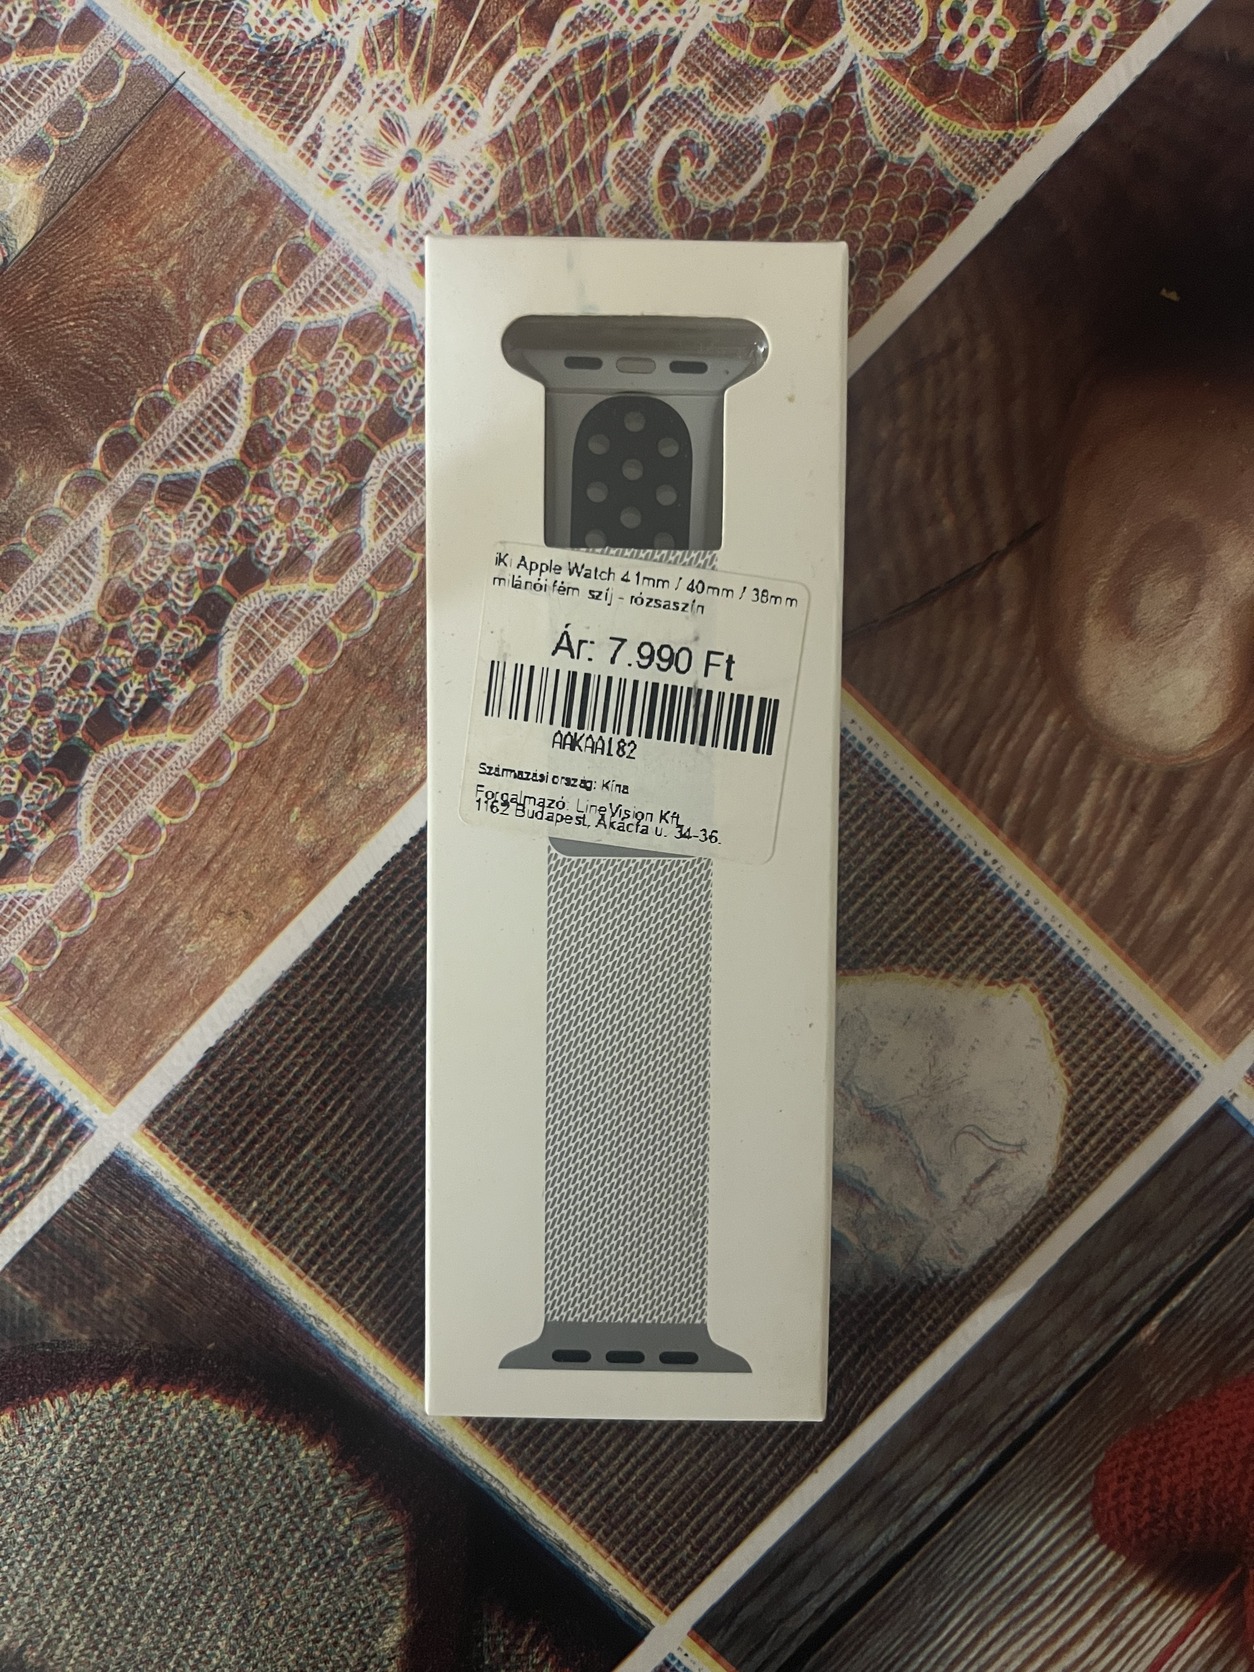 iKi Apple Watch 41mm / 40mm / 38mm
milánói fém szíj - rózsaszín
Ár: 7.990 Ft
AAKAA182
Származási ország: Kína
Forgalmazó: LineVision Kft.
1162 Budapest, Akácfa u. 34-36.